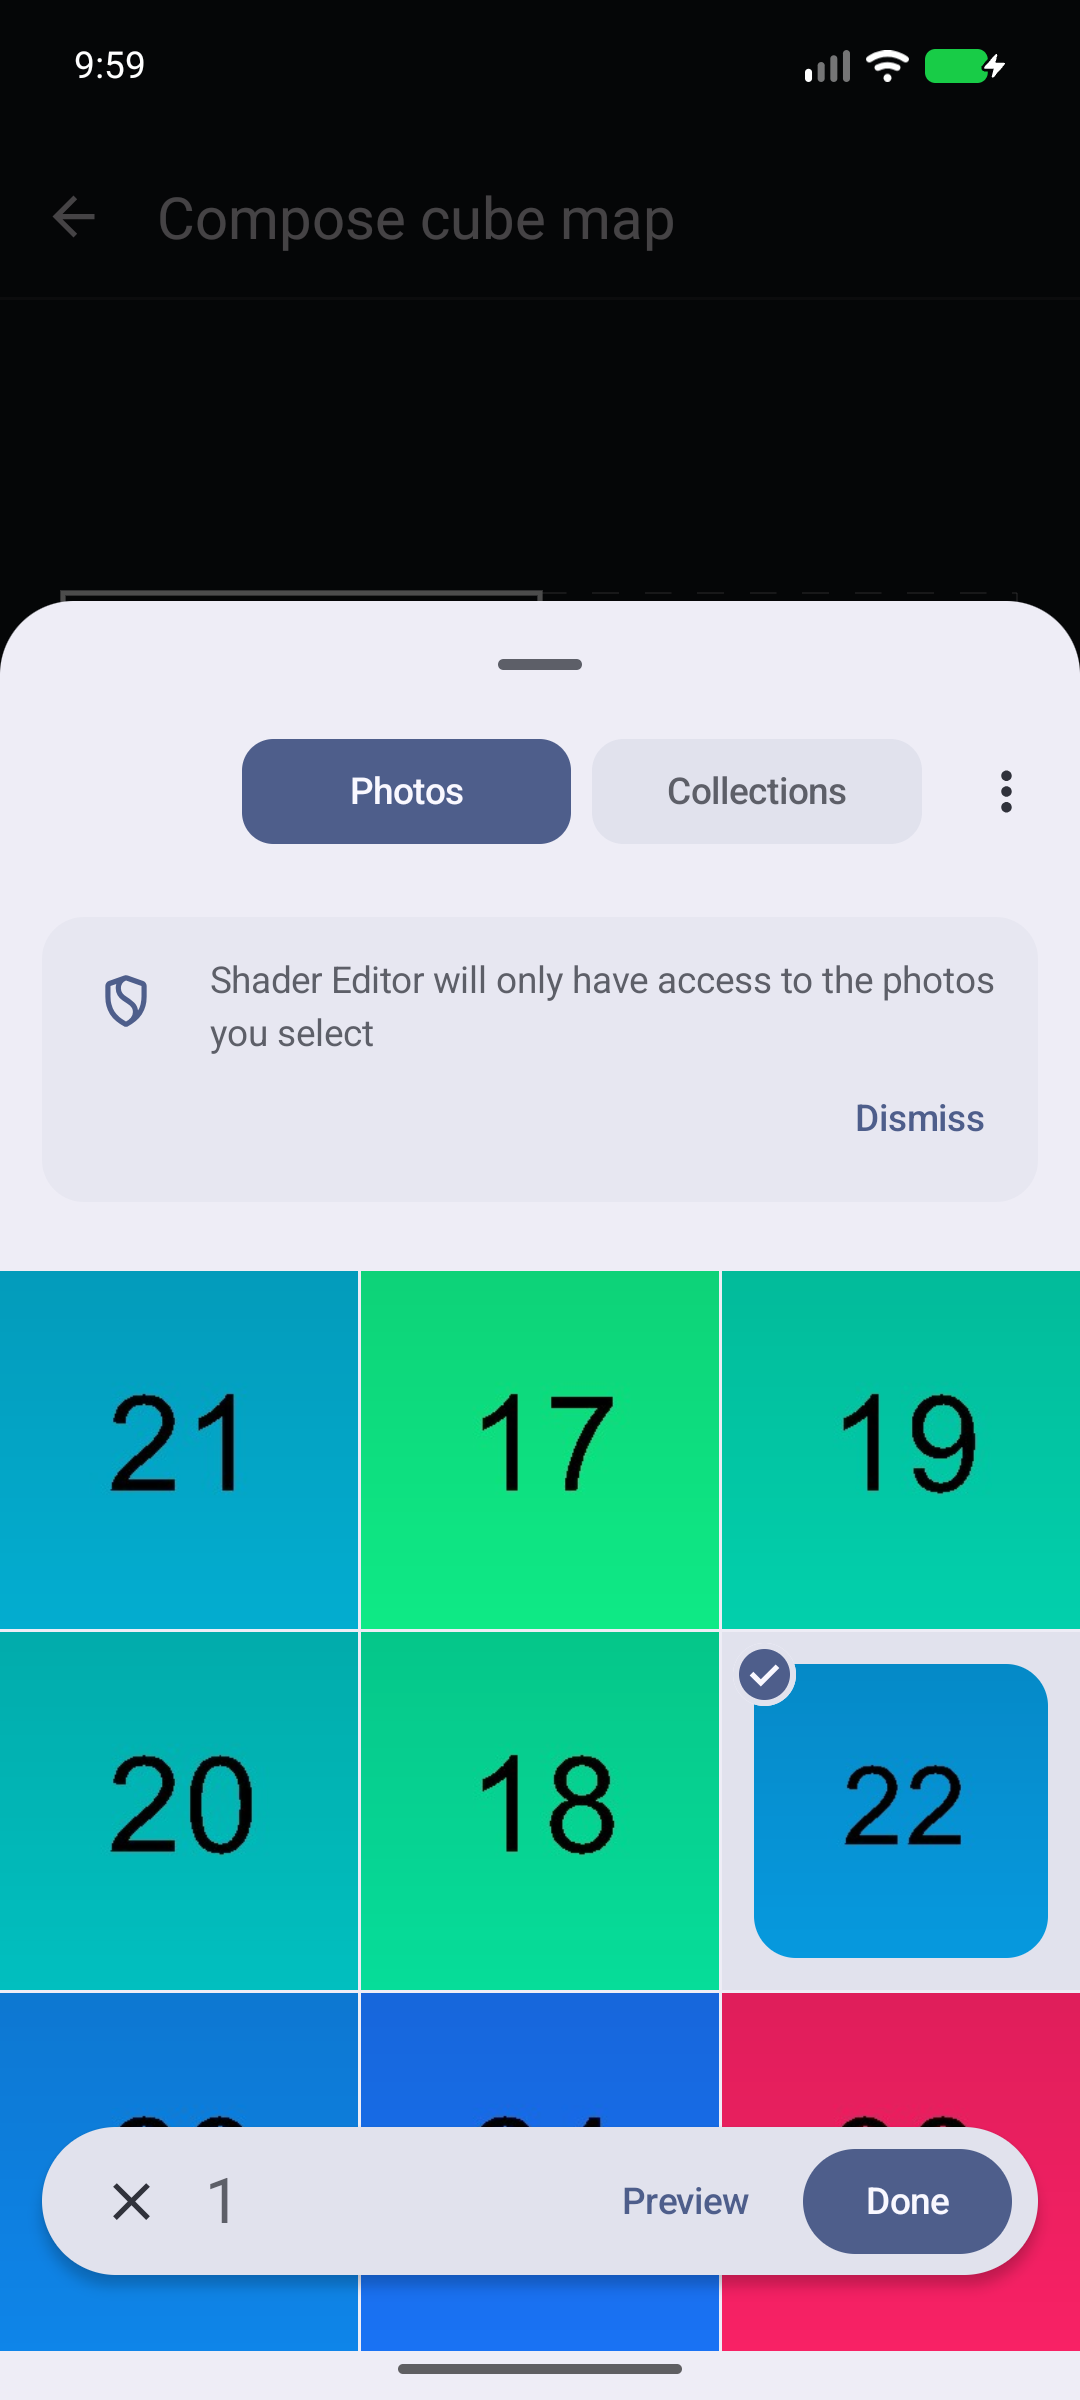 9:59
Compose cube map
Photos
Collections
Shader Editor will only have access to the photos
you select
Dismiss
21
17
19
20
18
22
1
Preview
Done